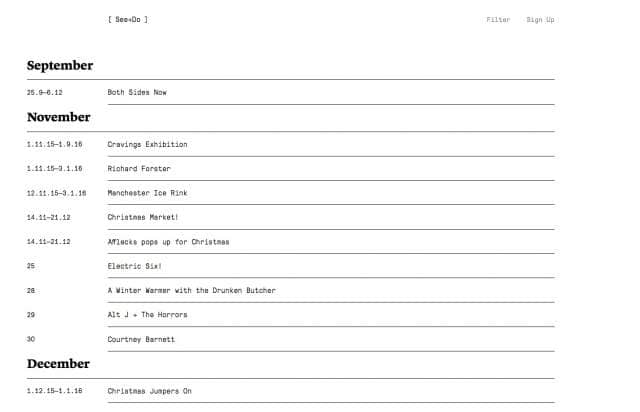 [ See+Do ] Filter Sign Up
September
25.9–6.12 Both Sides Now
November
1.11.15–1.9.16 Cravings Exhibition
1.11.15–3.1.16 Richard Forster
12.11.15–3.1.16 Manchester Ice Rink
14.11–21.12 Christmas Market!
14.11–21.12 Afflecks pops up for Christmas
25 Electric Six!
28 A Winter Warmer with the Drunken Butcher
29 Alt J + The Horrors
30 Courtney Barnett
December
1.12.15–1.1.16 Christmas Jumpers On